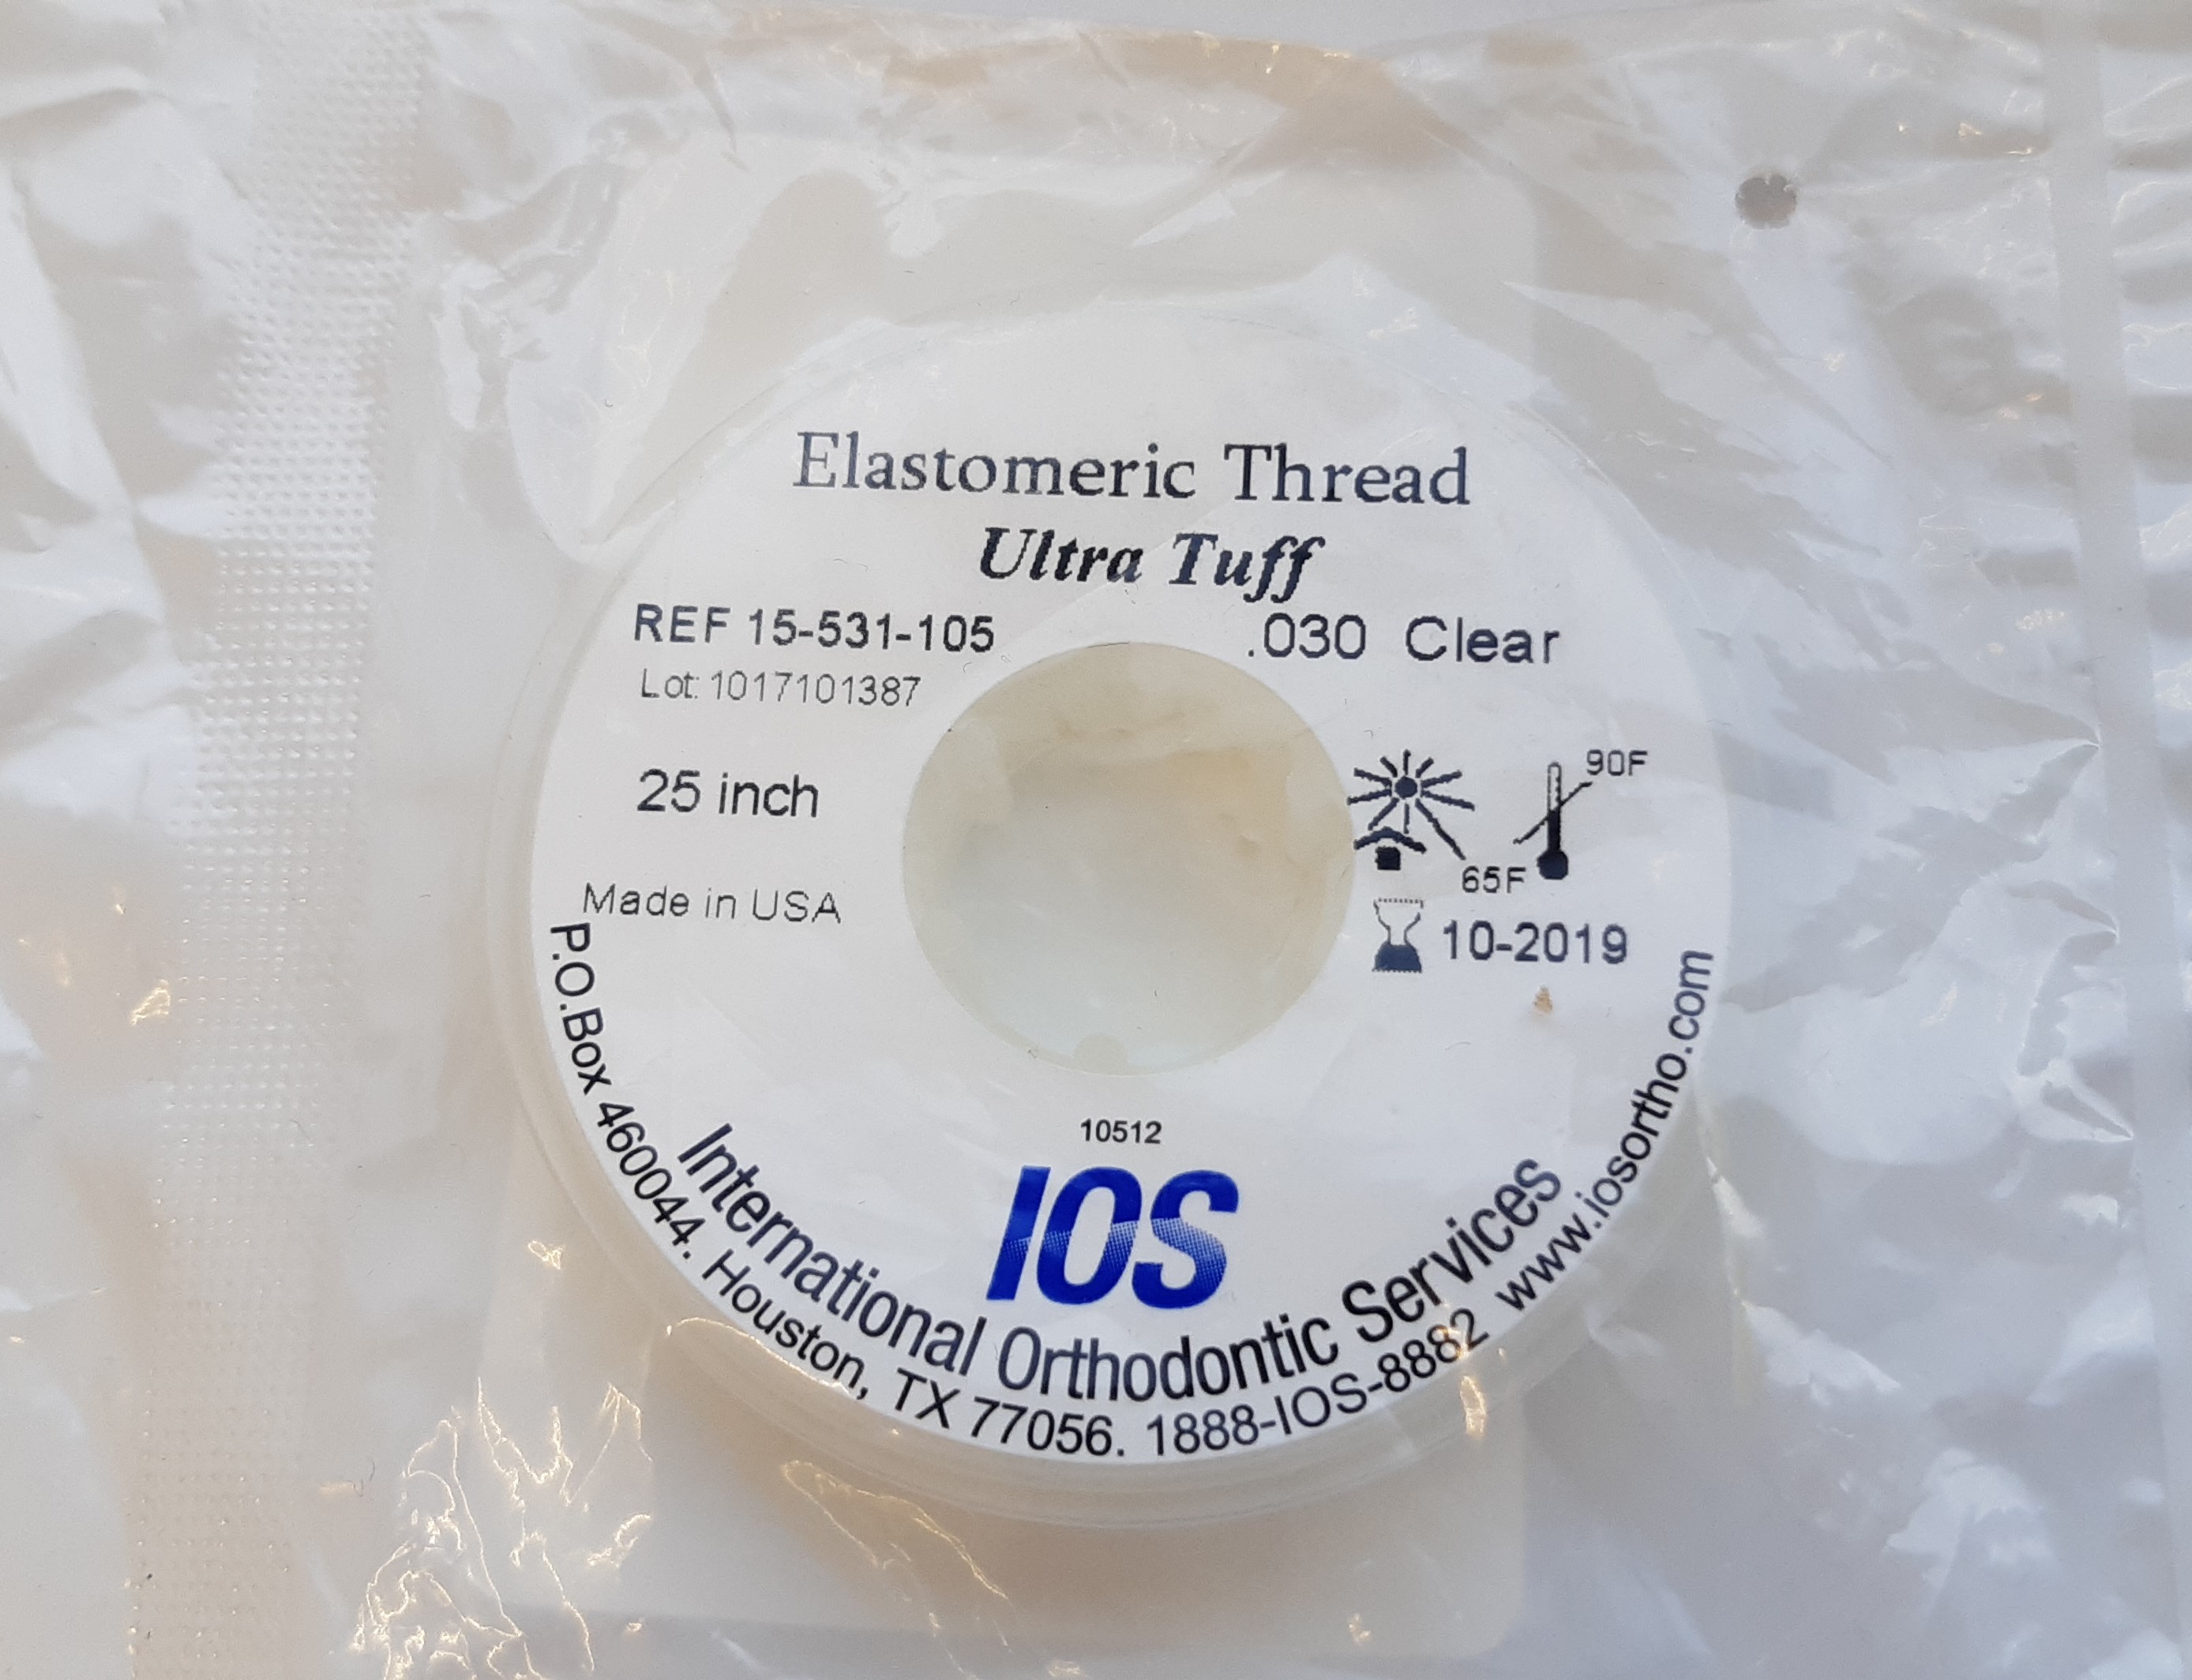 Elastomeric Thread
Ultra Tuff
REF 15-531-105
.030 Clear
Lot: 1017101387
25 inch
90F
65F
Made in USA
10-2019
10512
IOS
International Orthodontic Services
P.O.Box 460044. Houston, TX 77056. 1888-IOS-8882 www.iosortho.com